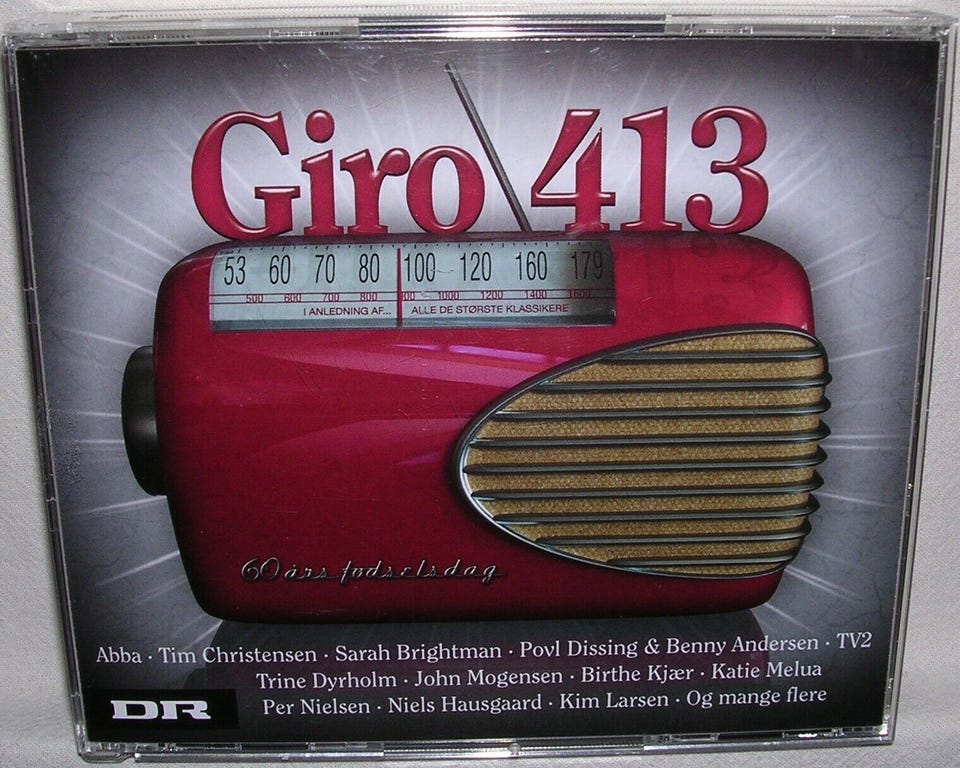 Giro 413
53 60 70 80 100 120 160 179
500 600 700 800 1000 1200 1400 1600
I ANLEDNING AF... ALLE DE STØRSTE KLASSIKERE
60 års fødselsdag
Abba · Tim Christensen · Sarah Brightman · Povl Dissing & Benny Andersen · TV2
Trine Dyrholm · John Mogensen · Birthe Kjær · Katie Melua
Per Nielsen · Niels Hausgaard · Kim Larsen · Og mange flere
DR